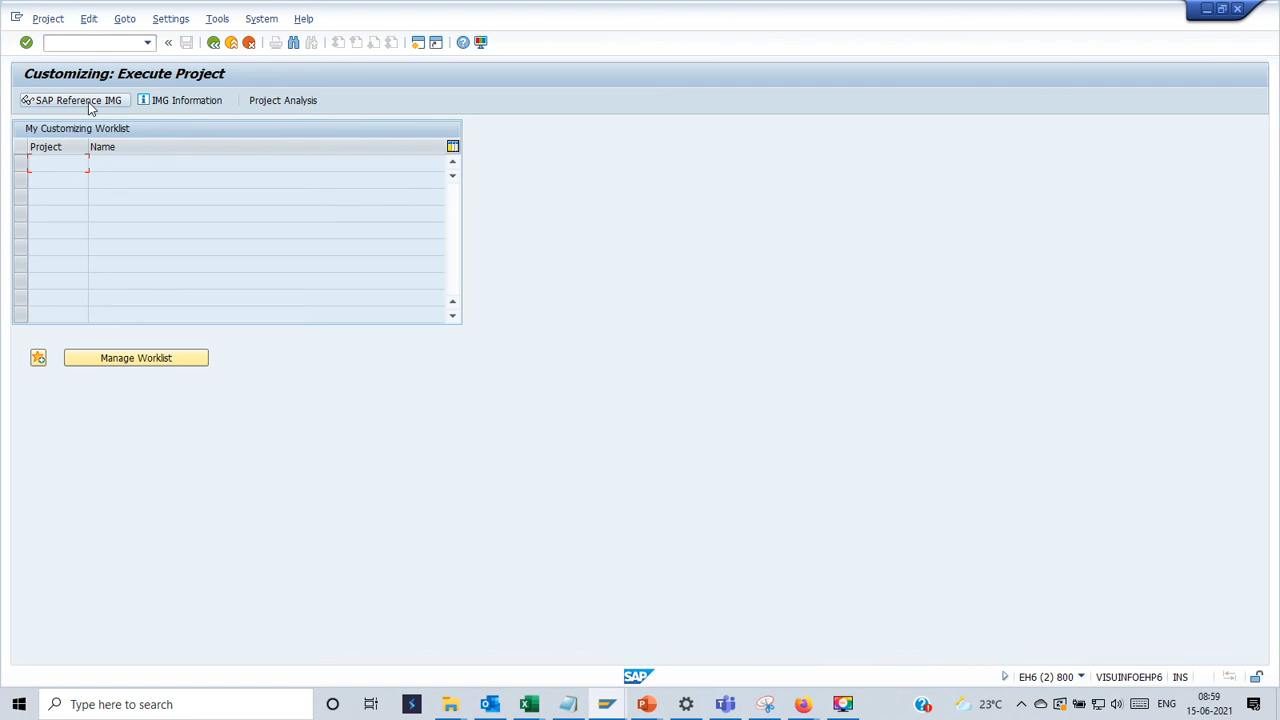 Project Edit Goto Settings Tools System Help
Customizing: Execute Project
SAP Reference IMG IMG Information Project Analysis
My Customizing Worklist
Project Name
Manage Worklist
SAP EH6 (2) 800 VISUINFOEHP6 INS
Type here to search 23°C ENG 08:59
15-06-2021